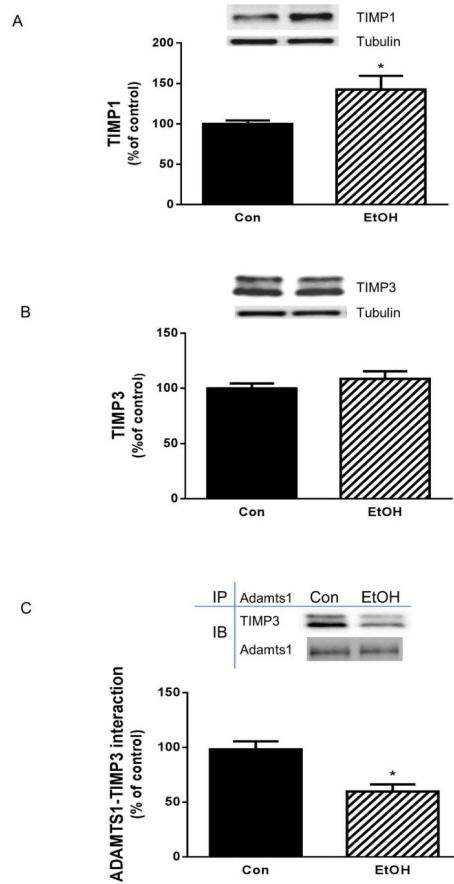 A
TIMP1
Tubulin
200
150
100
50
0
TIMP1
(%of control)
*
Con EtOH
B
TIMP3
Tubulin
150
100
50
0
TIMP3
(%of control)
Con EtOH
C
IP Adamts1 Con EtOH
IB TIMP3
Adamts1
150
100
50
0
ADAMTS1-TIMP3 interaction
(% of control)
*
Con EtOH